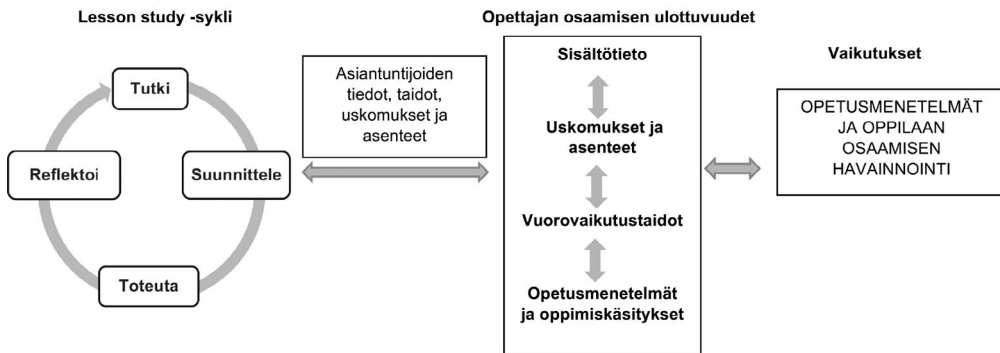 Lesson study -sykli
Tutki
Reflektoi
Suunnittele
Toteuta
Asiantuntijoiden
tiedot, taidot,
uskomukset ja
asenteet
Opettajan osaamisen ulottuvuudet
Sisältötieto
Uskomukset ja
asenteet
Vuorovaikutustaidot
Opetusmenetelmät
ja oppimiskäsitykset
Vaikutukset
OPETUSMENETELMÄT
JA OPPILAAN
OSAAMISEN
HAVAINNOINTI